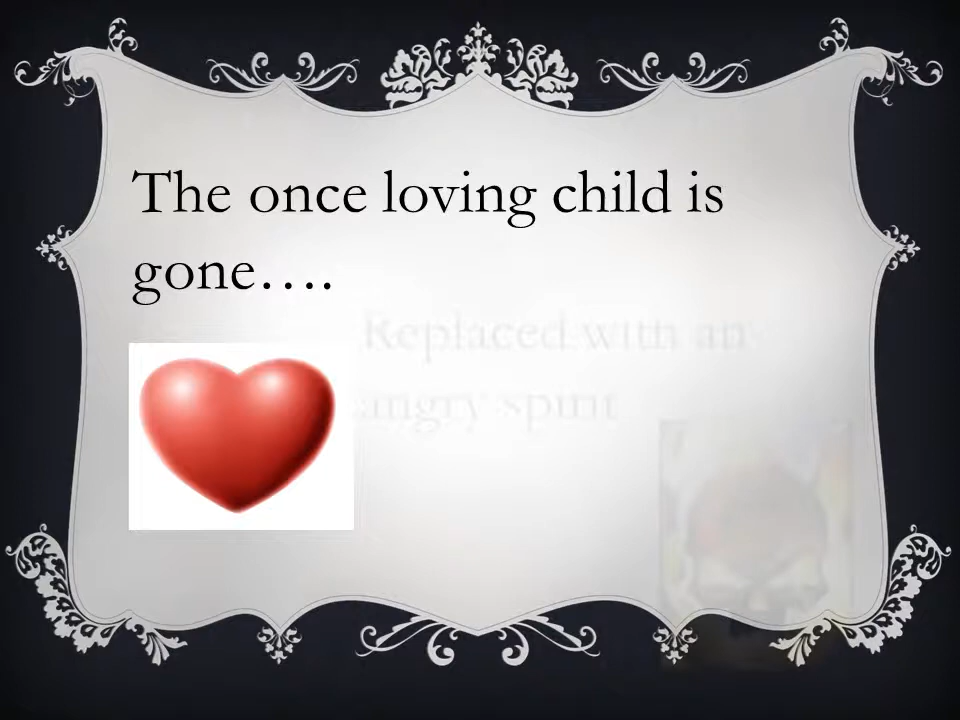 The once loving child is
gone….
Replaced with an
angry spirit